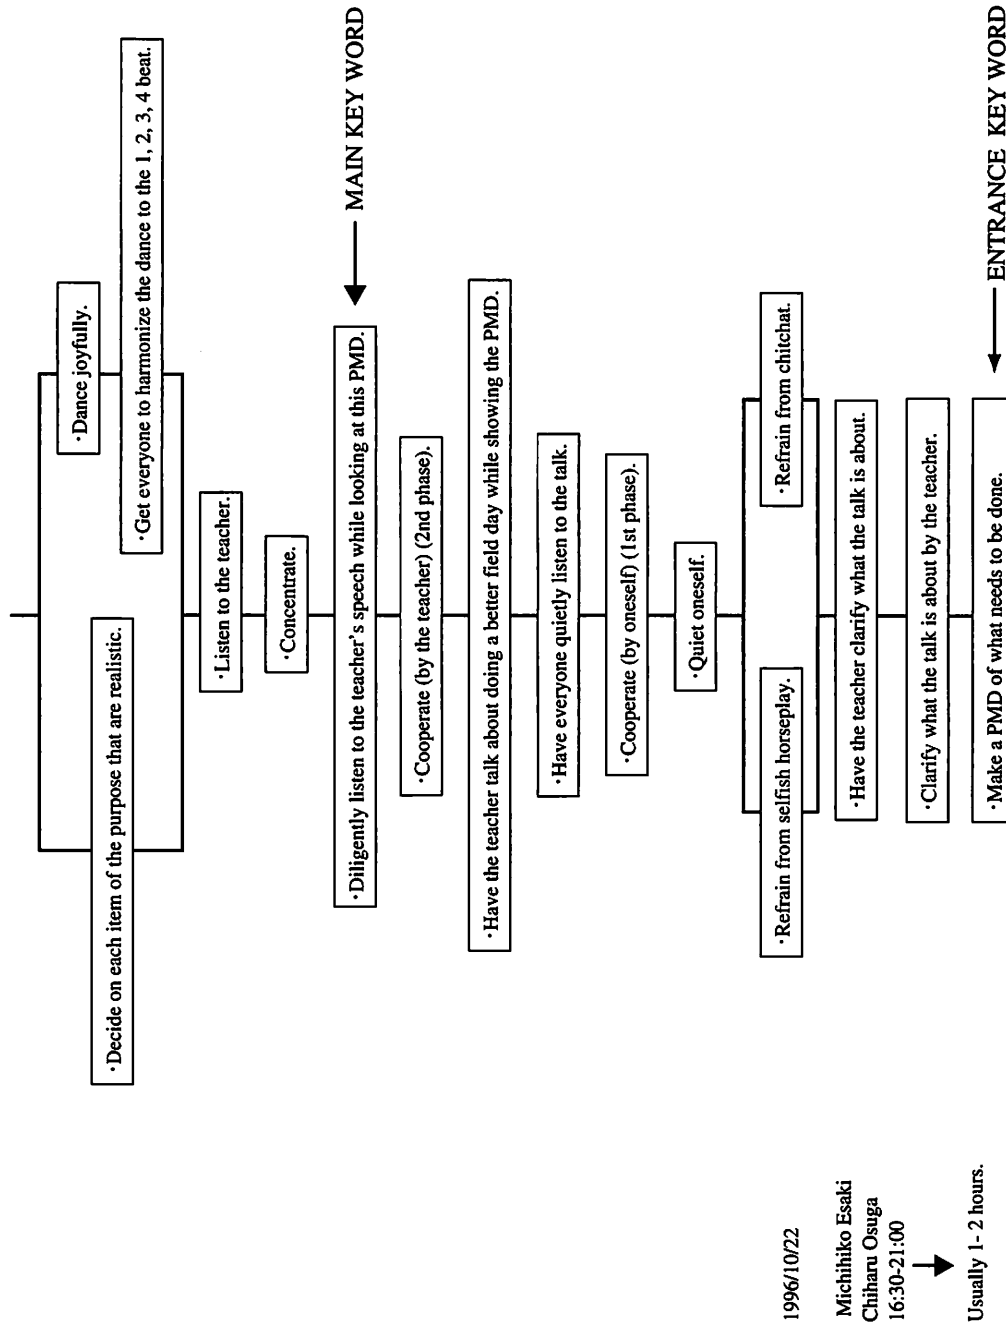 ·Dance joyfully.
·Decide on each item of the purpose that are realistic.
·Get everyone to harmonize the dance to the 1, 2, 3, 4 beat.
·Listen to the teacher.
·Concentrate.
·Diligently listen to the teacher's speech while looking at this PMD.
MAIN KEY WORD
·Cooperate (by the teacher) (2nd phase).
·Have the teacher talk about doing a better field day while showing the PMD.
·Have everyone quietly listen to the talk.
·Cooperate (by oneself) (1st phase).
·Quiet oneself.
·Refrain from selfish horseplay.
·Refrain from chitchat.
·Have the teacher clarify what the talk is about.
·Clarify what the talk is about by the teacher.
·Make a PMD of what needs to be done.
ENTRANCE KEY WORD
1996/10/22
Michihiko Esaki
Chiharu Osuga
16:30-21:00
Usually 1- 2 hours.